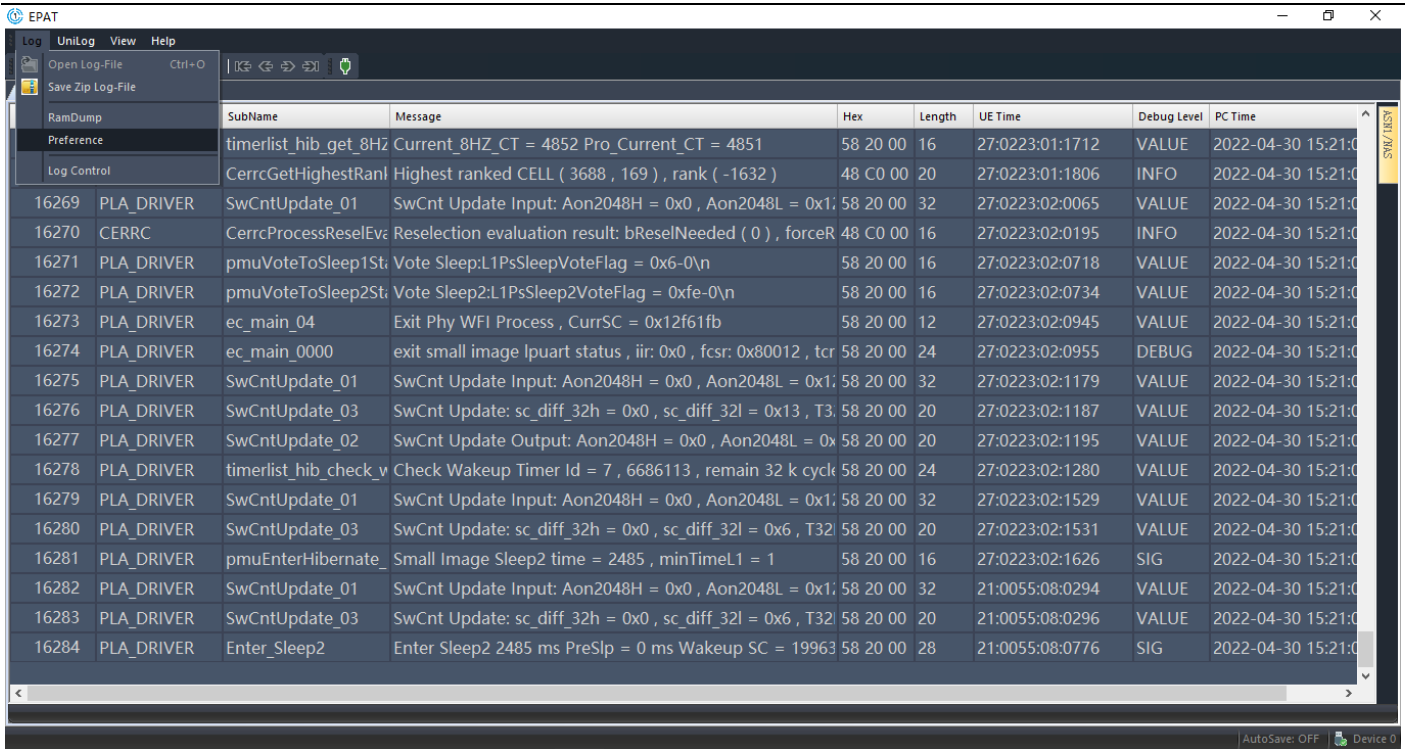 EPAT
Log UniLog View Help
Open Log-File Ctrl+O
Save Zip Log-File
RamDump
Preference
Log Control
SubName Message Hex Length UE Time Debug Level PC Time
timerlist_hib_get_8HZ Current_8HZ_CT = 4852 Pro_Current_CT = 4851 58 20 00 16 27:0223:01:1712 VALUE 2022-04-30 15:21:0
CerrcGetHighestRank Highest ranked CELL ( 3688 , 169 ) , rank ( -1632 ) 48 C0 00 20 27:0223:01:1806 INFO 2022-04-30 15:21:0
16269 PLA_DRIVER SwCntUpdate_01 SwCnt Update Input: Aon2048H = 0x0 , Aon2048L = 0x12 58 20 00 32 27:0223:02:0065 VALUE 2022-04-30 15:21:0
16270 CERRC CerrcProcessReselEva Reselection evaluation result: bReselNeeded ( 0 ) , forceR 48 C0 00 16 27:0223:02:0195 INFO 2022-04-30 15:21:0
16271 PLA_DRIVER pmuVoteToSleep1Sta Vote Sleep:L1PsSleepVoteFlag = 0x6-0\n 58 20 00 16 27:0223:02:0718 VALUE 2022-04-30 15:21:0
16272 PLA_DRIVER pmuVoteToSleep2Sta Vote Sleep2:L1PsSleep2VoteFlag = 0xfe-0\n 58 20 00 16 27:0223:02:0734 VALUE 2022-04-30 15:21:0
16273 PLA_DRIVER ec_main_04 Exit Phy WFI Process , CurrSC = 0x12f61fb 58 20 00 12 27:0223:02:0945 VALUE 2022-04-30 15:21:0
16274 PLA_DRIVER ec_main_0000 exit small image lpuart status , iir: 0x0 , fcsr: 0x80012 , tcr 58 20 00 24 27:0223:02:0955 DEBUG 2022-04-30 15:21:0
16275 PLA_DRIVER SwCntUpdate_01 SwCnt Update Input: Aon2048H = 0x0 , Aon2048L = 0x12 58 20 00 32 27:0223:02:1179 VALUE 2022-04-30 15:21:0
16276 PLA_DRIVER SwCntUpdate_03 SwCnt Update: sc_diff_32h = 0x0 , sc_diff_32l = 0x13 , T3 58 20 00 20 27:0223:02:1187 VALUE 2022-04-30 15:21:0
16277 PLA_DRIVER SwCntUpdate_02 SwCnt Update Output: Aon2048H = 0x0 , Aon2048L = 0x 58 20 00 20 27:0223:02:1195 VALUE 2022-04-30 15:21:0
16278 PLA_DRIVER timerlist_hib_check_w Check Wakeup Timer Id = 7 , 6686113 , remain 32 k cycle 58 20 00 24 27:0223:02:1280 VALUE 2022-04-30 15:21:0
16279 PLA_DRIVER SwCntUpdate_01 SwCnt Update Input: Aon2048H = 0x0 , Aon2048L = 0x12 58 20 00 32 27:0223:02:1529 VALUE 2022-04-30 15:21:0
16280 PLA_DRIVER SwCntUpdate_03 SwCnt Update: sc_diff_32h = 0x0 , sc_diff_32l = 0x6 , T32 58 20 00 20 27:0223:02:1531 VALUE 2022-04-30 15:21:0
16281 PLA_DRIVER pmuEnterHibernate_ Small Image Sleep2 time = 2485 , minTimeL1 = 1 58 20 00 16 27:0223:02:1626 SIG 2022-04-30 15:21:0
16282 PLA_DRIVER SwCntUpdate_01 SwCnt Update Input: Aon2048H = 0x0 , Aon2048L = 0x12 58 20 00 32 21:0055:08:0294 VALUE 2022-04-30 15:21:0
16283 PLA_DRIVER SwCntUpdate_03 SwCnt Update: sc_diff_32h = 0x0 , sc_diff_32l = 0x6 , T32 58 20 00 20 21:0055:08:0296 VALUE 2022-04-30 15:21:0
16284 PLA_DRIVER Enter_Sleep2 Enter Sleep2 2485 ms PreSlp = 0 ms Wakeup SC = 19963 58 20 00 28 21:0055:08:0776 SIG 2022-04-30 15:21:0
ASN1/NAS
AutoSave: OFF Device 0